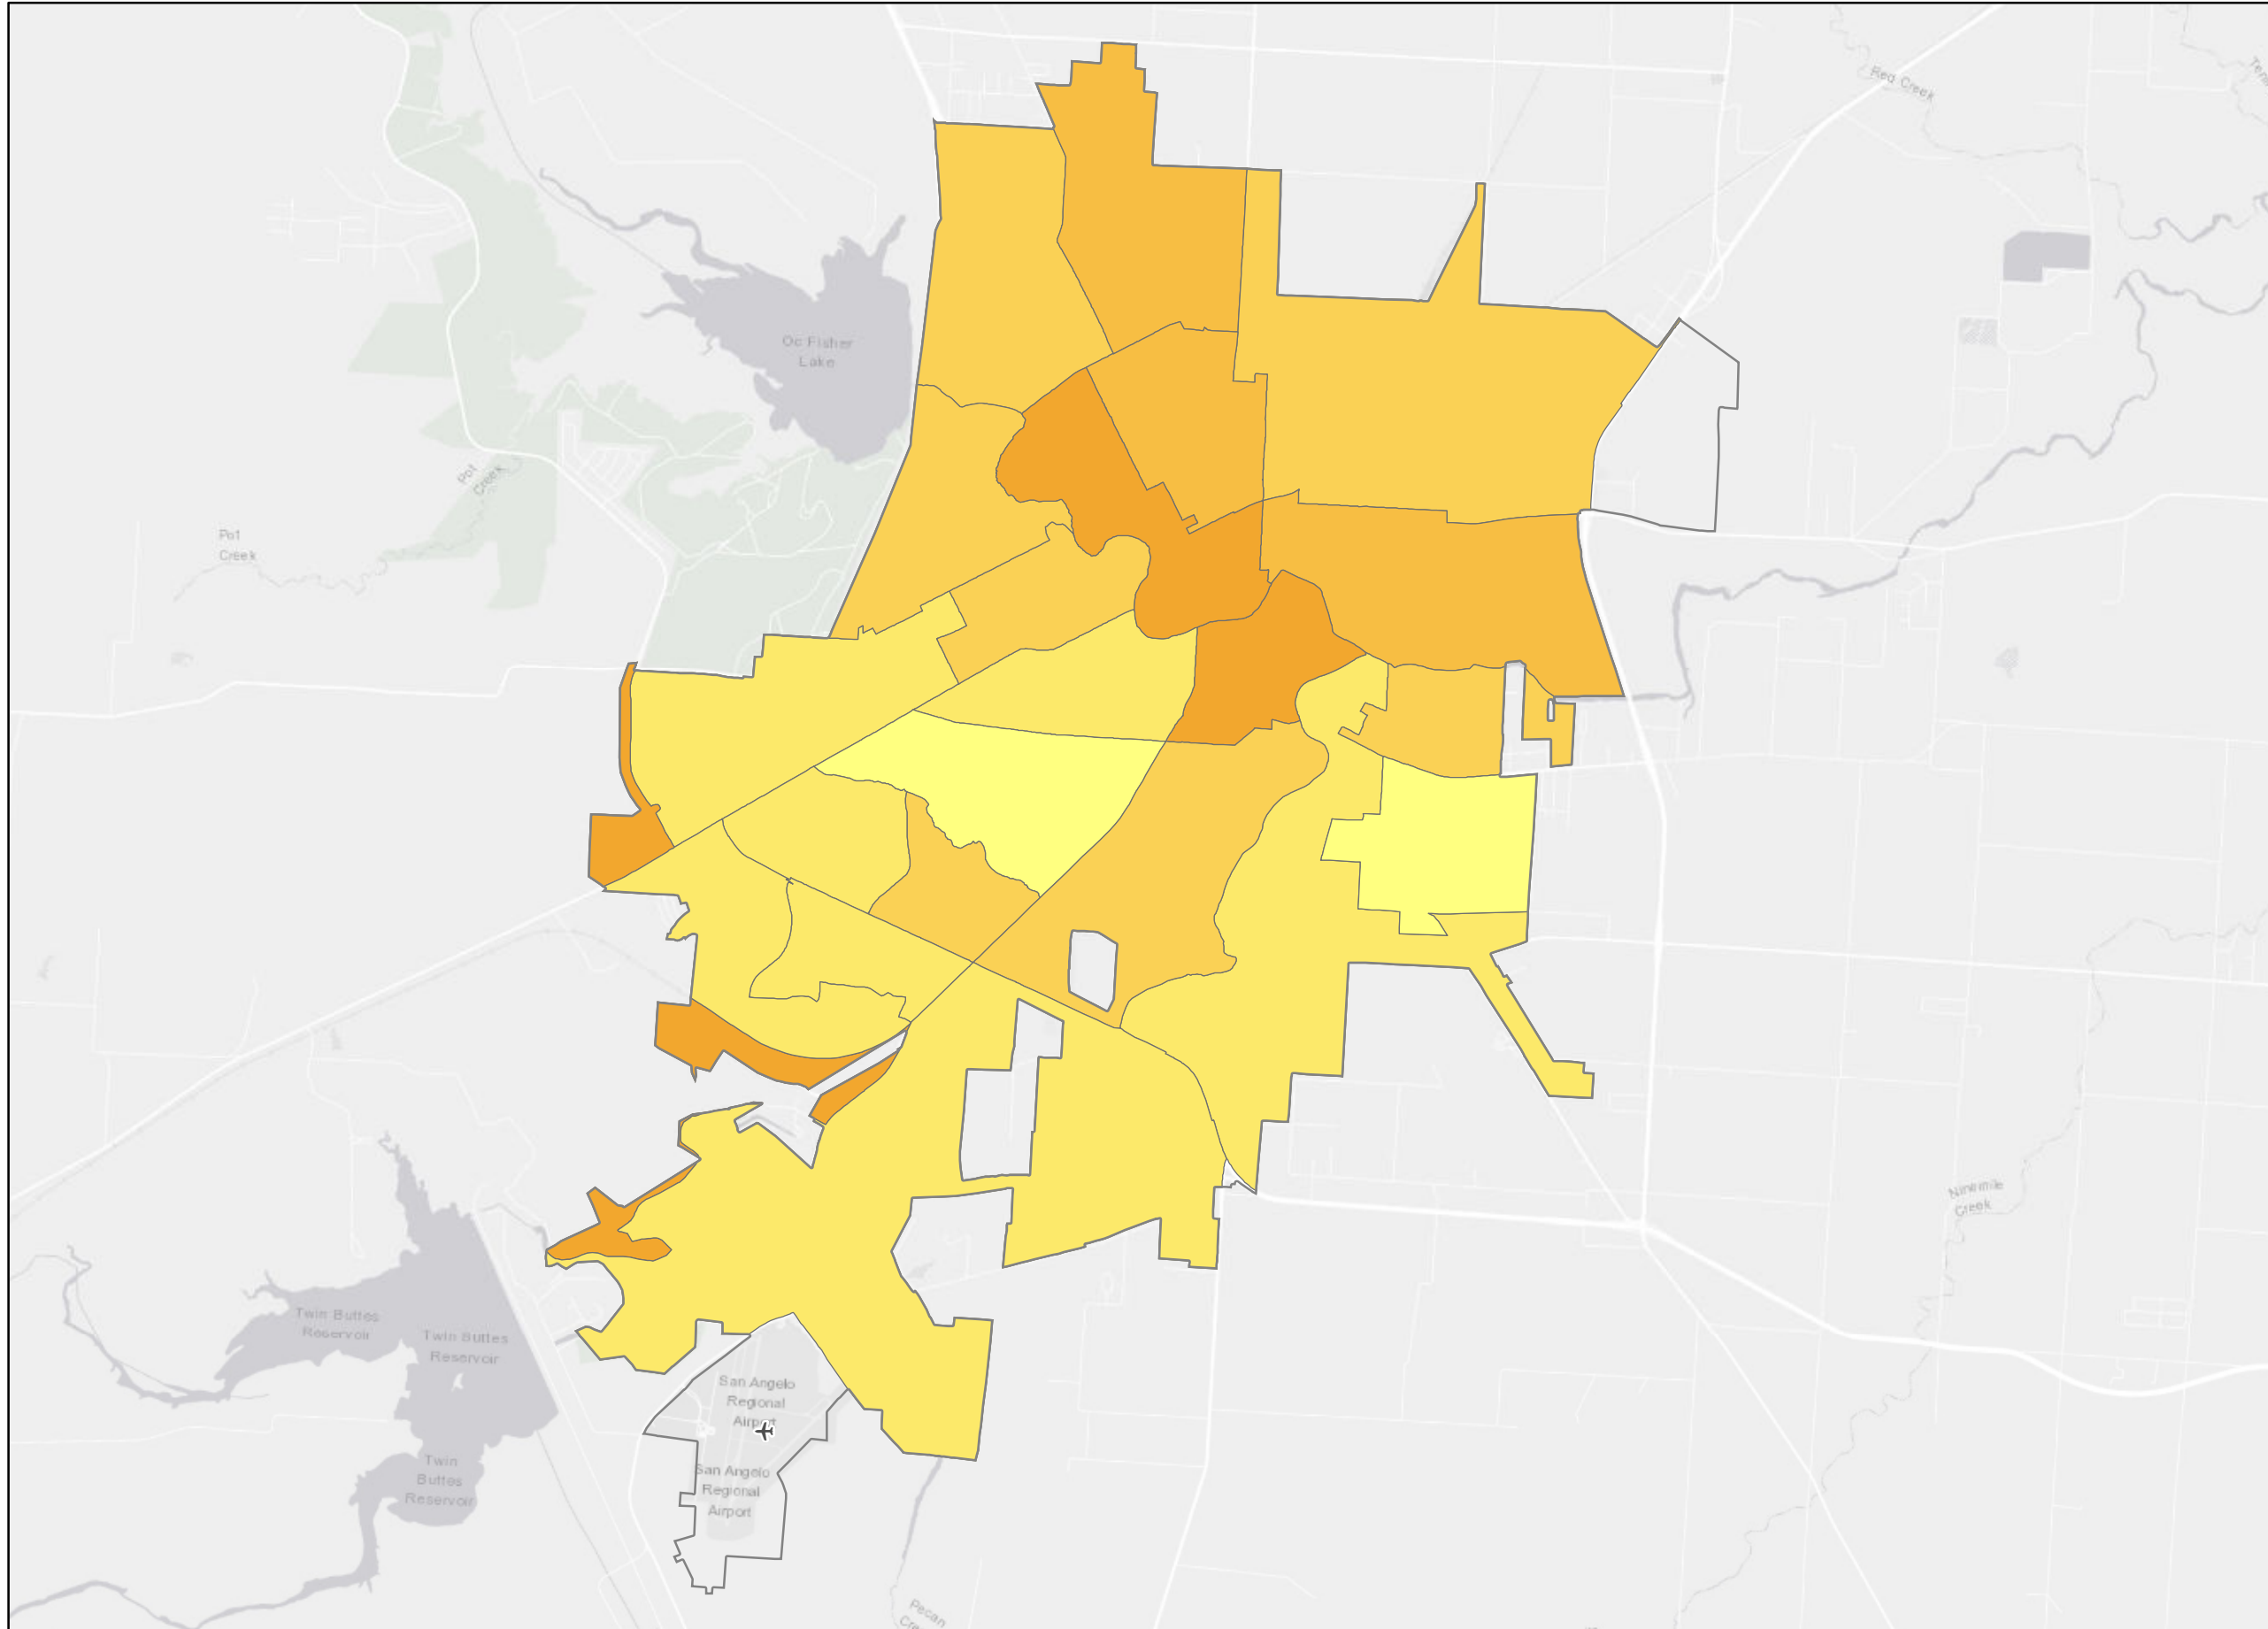 Red Creek
Oc Fisher
Lake
Pot
Creek
Pot
Creek
Ninemile
Creek
Twin Buttes
Reservoir
Twin Buttes
Reservoir
San Angelo
Regional
Airport
Twin
Buttes
Reservoir
San Angelo
Regional
Airport
Pecan